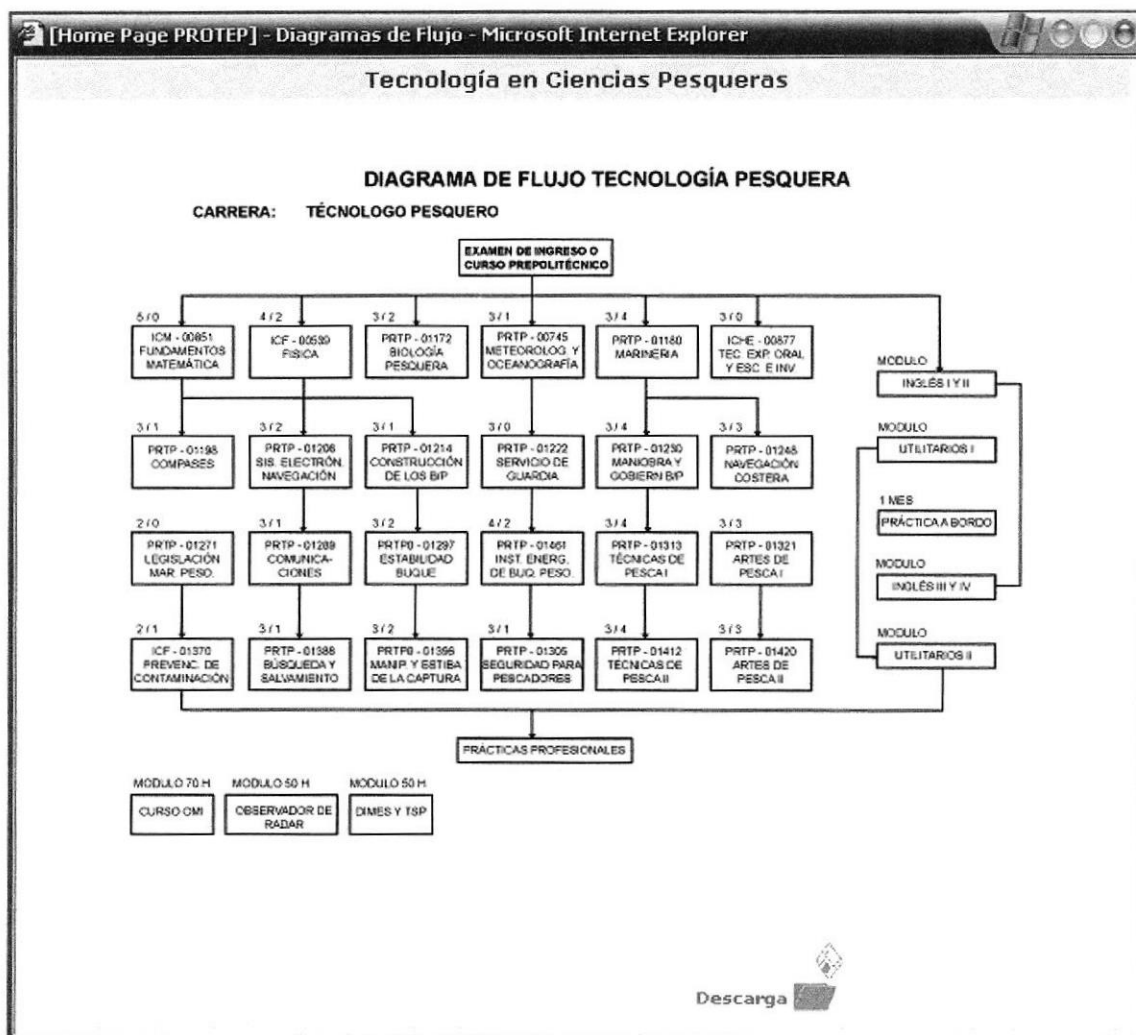 [Home Page PROTEP] - Diagramas de Flujo - Microsoft Internet Explorer
Tecnología en Ciencias Pesqueras
DIAGRAMA DE FLUJO TECNOLOGÍA PESQUERA
CARRERA: TÉCNOLOGO PESQUERO
EXAMEN DE INGRESO O
CURSO PREPOLITÉCNICO
5 / 0
ICM - 00851
FUNDAMENTOS
MATEMÁTICA
4 / 2
ICF - 00539
FISICA
3 / 2
PRTP - 01172
BIOLOGÍA
PESQUERA
3 / 1
PRTP - 00745
METEOROLOG. Y
OCEANOGRAFÍA
3 / 4
PRTP - 01180
MARINERIA
3 / 0
ICHE - 00877
TEC. EXP. ORAL
Y ESC. E INV.
MODULO
INGLÉS I Y II
3 / 1
PRTP - 01198
COMPASES
3 / 2
PRTP - 01206
SIS. ELECTRÓN.
NAVEGACIÓN
3 / 1
PRTP - 01214
CONSTRUCCIÓN
DE LOS B/P
3 / 0
PRTP - 01222
SERVICIO DE
GUARDIA
3 / 4
PRTP - 01230
MANIOBRA Y
GOBIERN B/P
3 / 3
PRTP - 01248
NAVEGACIÓN
COSTERA
MODULO
UTILITARIOS I
1 MES
PRÁCTICA A BORDO
2 / 0
PRTP - 01271
LEGISLACIÓN
MAR. PESQ.
3 / 1
PRTP - 01289
COMUNICA-
CIONES
3 / 2
PRTP0 - 01297
ESTABILIDAD
BUQUE
4 / 2
PRTP - 01461
INST. ENERG.
DE BUQ. PESQ.
3 / 4
PRTP - 01313
TÉCNICAS DE
PESCA I
3 / 3
PRTP - 01321
ARTES DE
PESCA I
MODULO
INGLÉS III Y IV
2 / 1
ICF - 01370
PREVENC. DE
CONTAMINACIÓN
3 / 1
PRTP - 01388
BÚSQUEDA Y
SALVAMENTO
3 / 2
PRTP0 - 01396
MANIP. Y ESTIBA
DE LA CAPTURA
3 / 1
PRTP - 01305
SEGURIDAD PARA
PESCADORES
3 / 4
PRTP - 01412
TÉCNICAS DE
PESCA II
3 / 3
PRTP - 01420
ARTES DE
PESCA II
MODULO
UTILITARIOS II
PRÁCTICAS PROFESIONALES
MODULO 70 H
CURSO OMI
MODULO 50 H
OBSERVADOR DE
RADAR
MODULO 50 H
DIMES Y TSP
Descarga